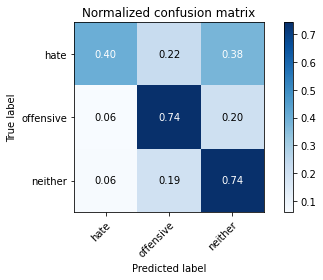 Normalized confusion matrix
True label
hate
0.40 0.22 0.38
offensive
0.06 0.74 0.20
neither
0.06 0.19 0.74
hate
offensive
neither
Predicted label
0.7
0.6
0.5
0.4
0.3
0.2
0.1